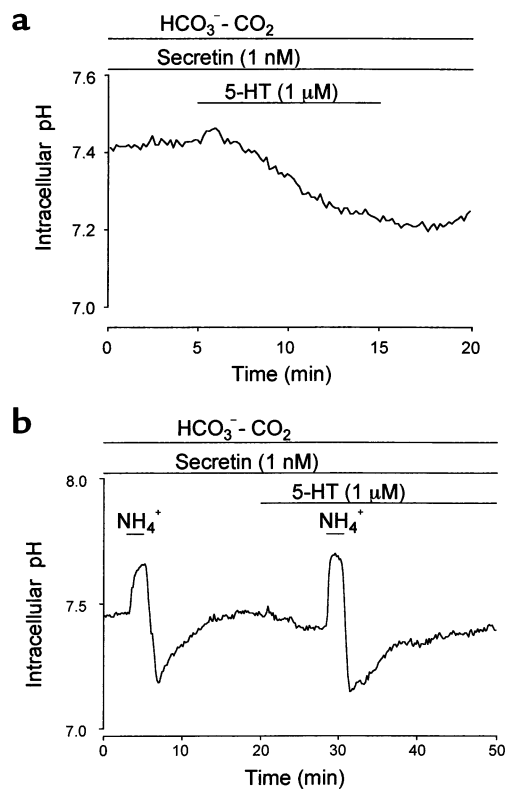 a
HCO₃⁻- CO₂
Secretin (1 nM)
5-HT (1 μM)
7.6
7.4
7.2
7.0
Intracellular pH
0 5 10 15 20
Time (min)
b
HCO₃⁻- CO₂
Secretin (1 nM)
5-HT (1 μM)
NH₄⁺ NH₄⁺
8.0
7.5
7.0
Intracellular pH
0 10 20 30 40 50
Time (min)